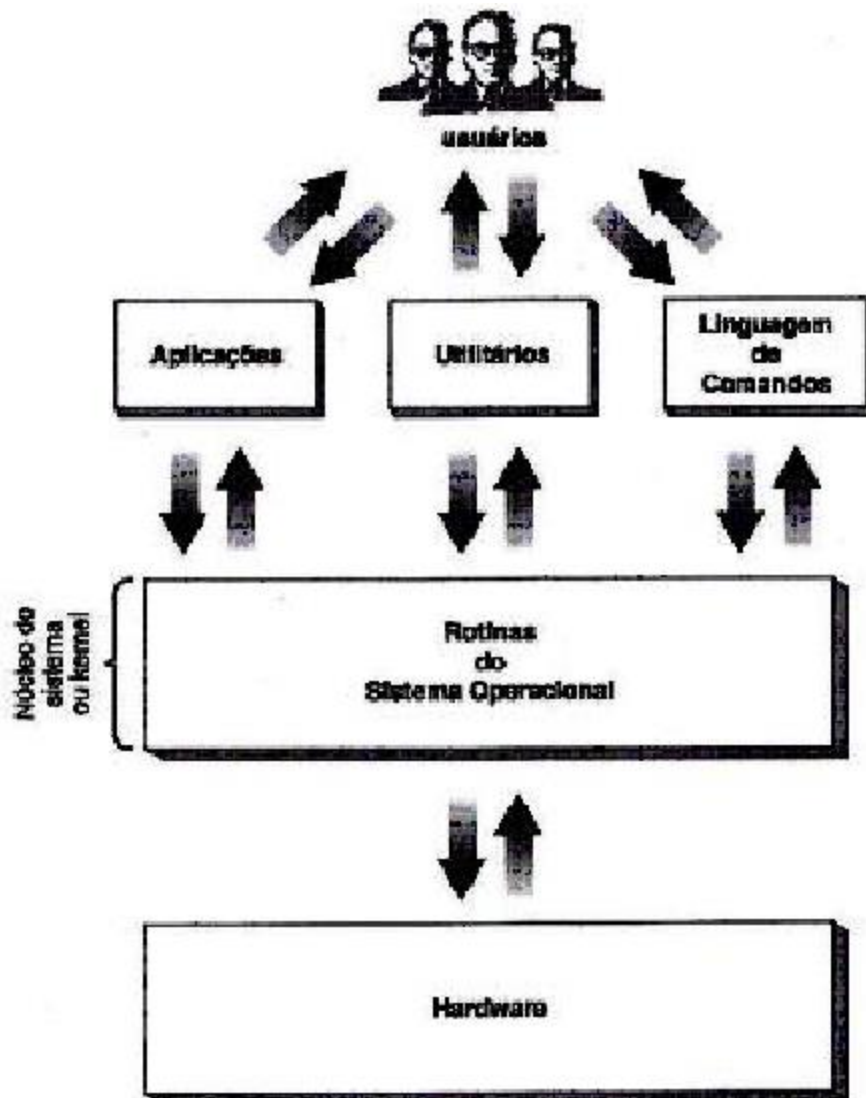 usuários
Aplicações
Utilitários
Linguagem
de
Comandos
Núcleo do
sistema
ou kernel
Rotinas
do
Sistema Operacional
Hardware